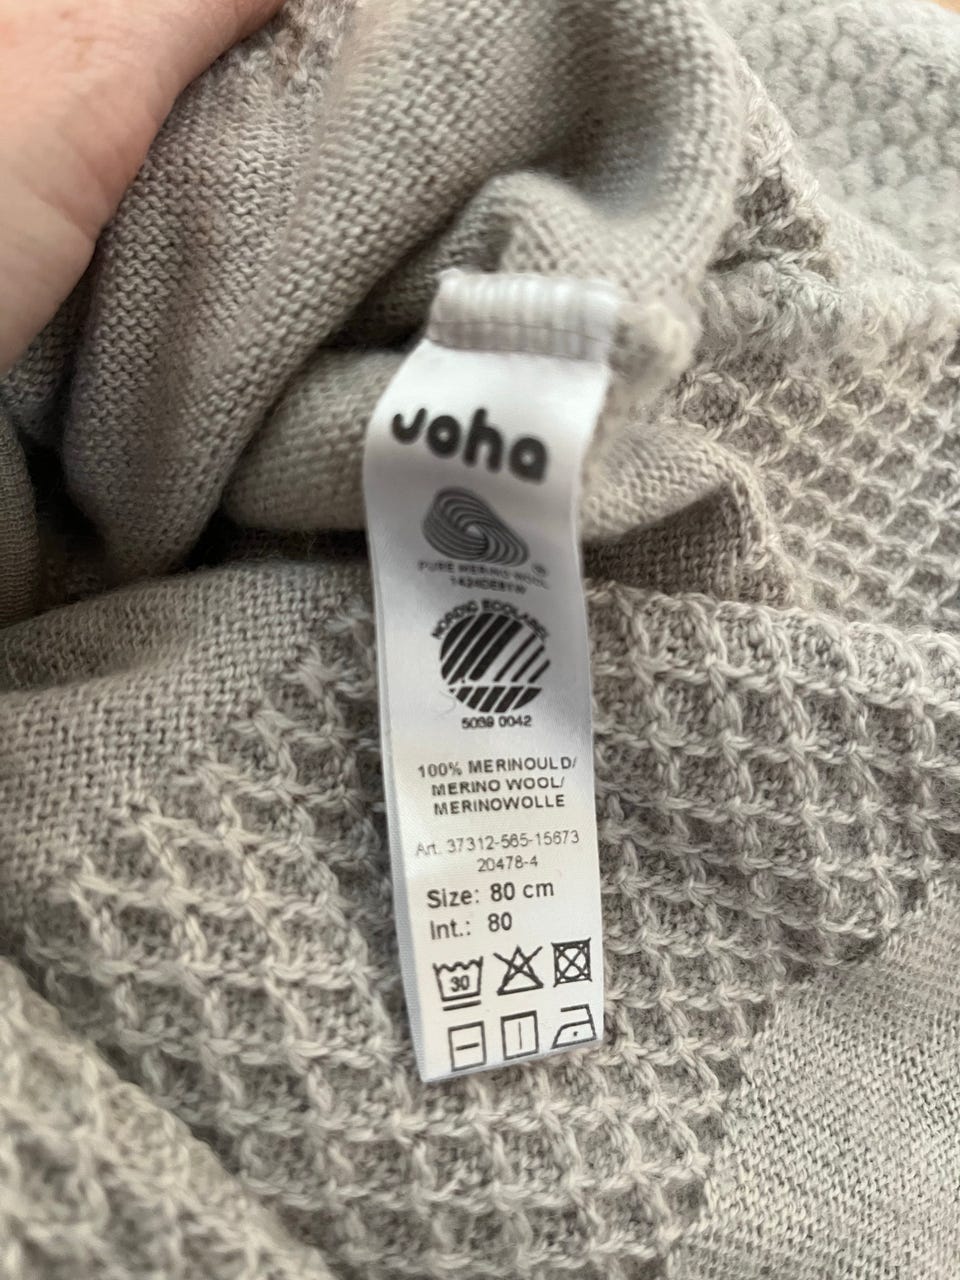 Joha
PURE MERINO WOOL
NORDIC ECOLABEL
5039 0042
100% MERINOULD/
MERINO WOOL/
MERINOWOLLE
Art. 37312-565-15673
20478-4
Size: 80 cm
Int.: 80
30